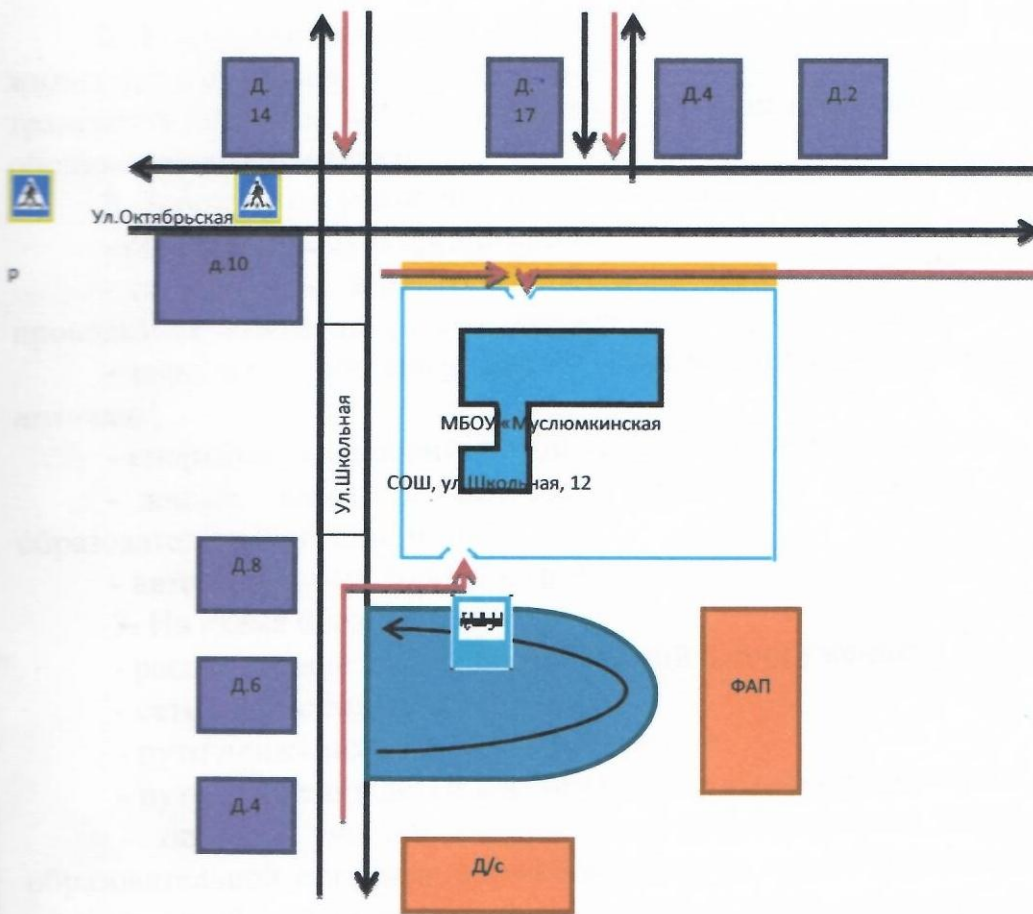 Д.
14
Д.
17
Д.4
Д.2
Ул.Октябрьская
д.10
Р
Ул.Школьная
МБОУ «Муслюмкинская
СОШ, ул.Школьная, 12
Д.8
Д.6
Д.4
ФАП
Д/с